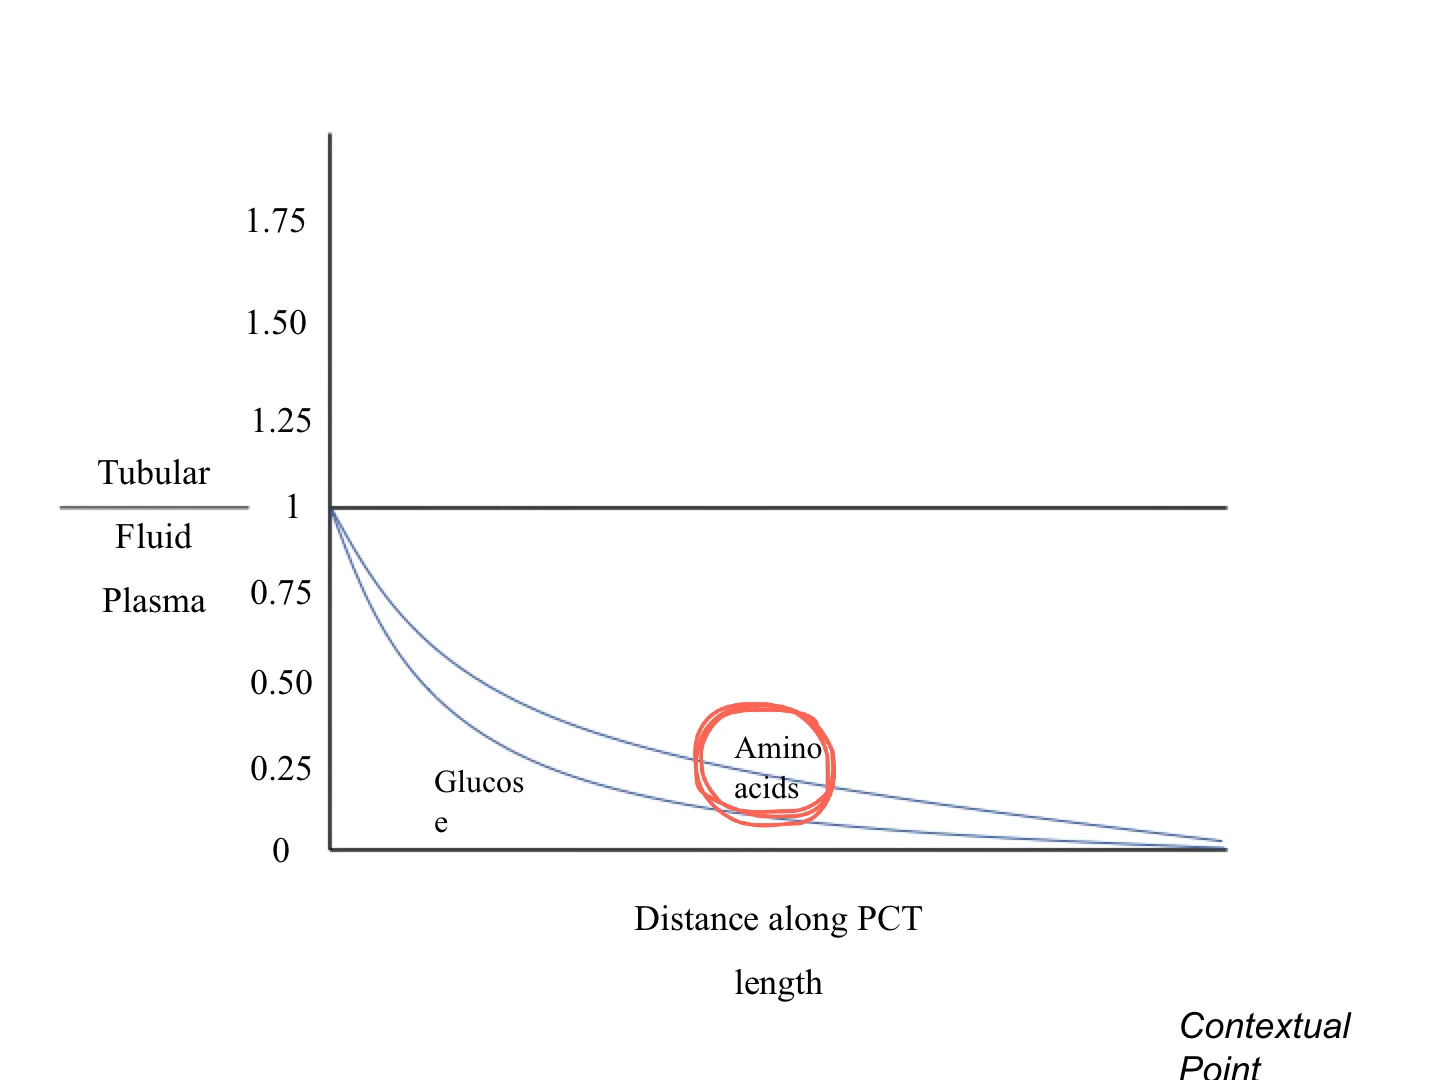 1.75
1.50
1.25
Tubular
1
Fluid
Plasma
0.75
0.50
0.25
Amino
acids
Glucos
e
0
Distance along PCT
length
Contextual
Point